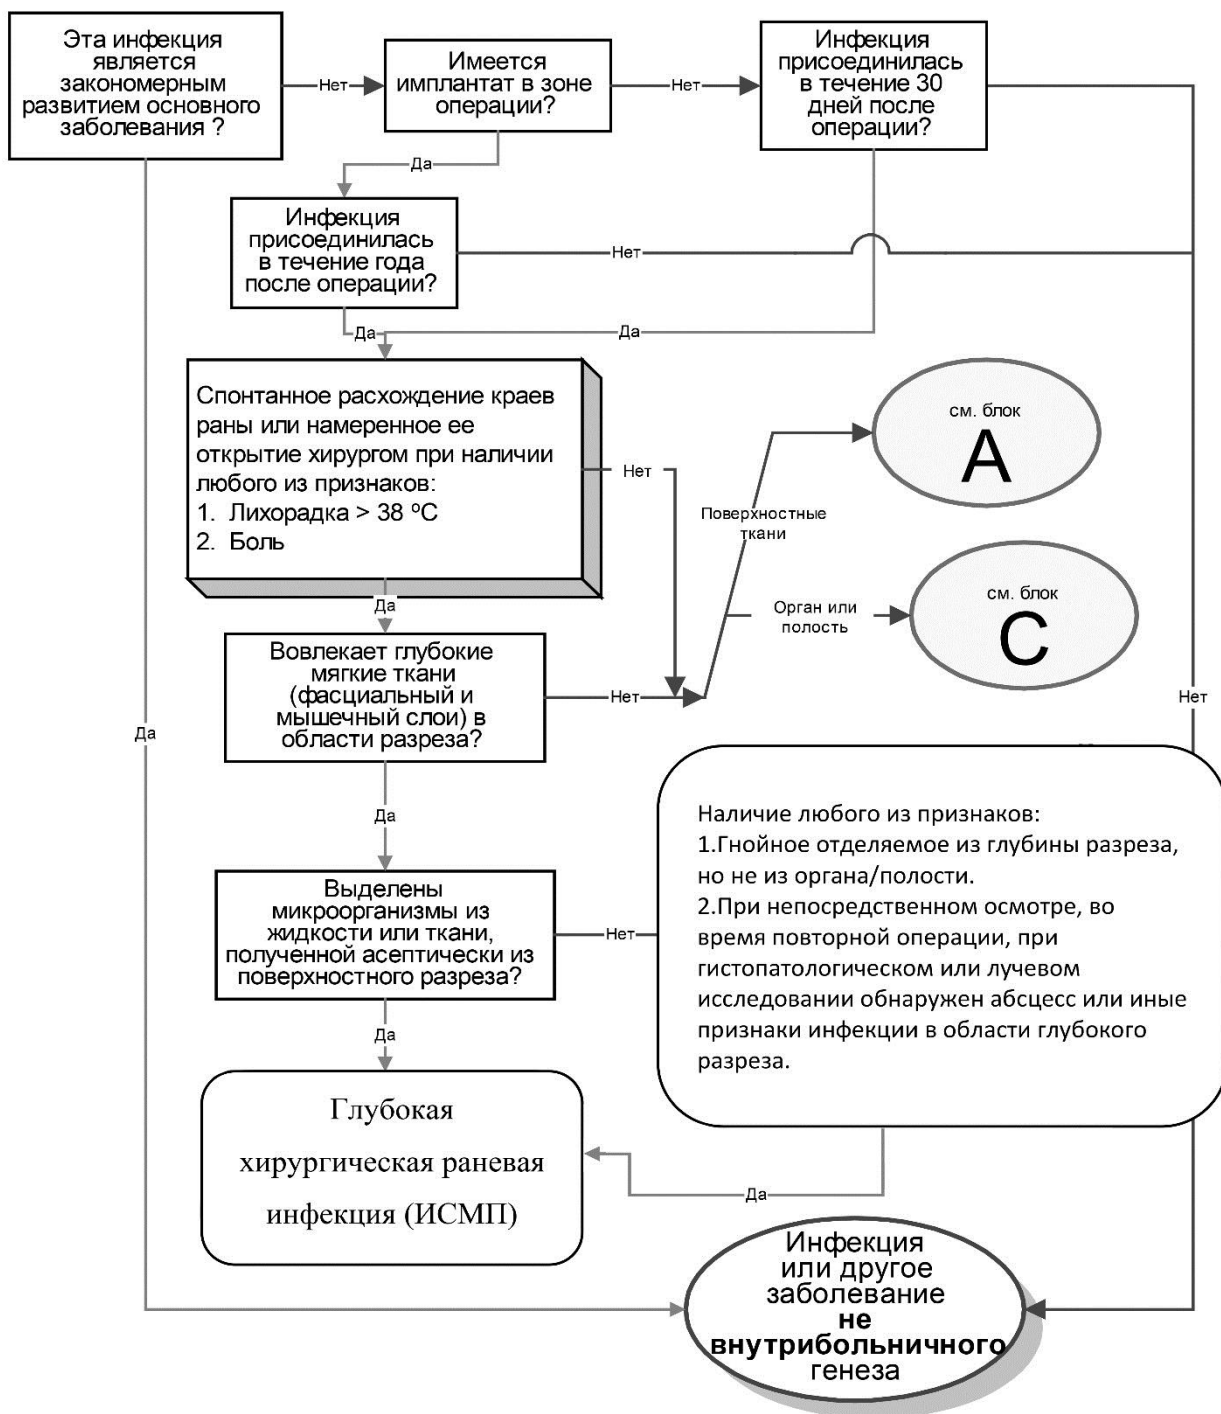 Эта инфекция
является
закономерным
развитием основного
заболевания ?
Нет
Имеется
имплантат в зоне
операции?
Нет
Инфекция
присоединилась
в течение 30
дней после
операции?
Да
Инфекция
присоединилась
в течение года
после операции?
Нет
Да
Да
Спонтанное расхождение краев
раны или намеренное ее
открытие хирургом при наличии
любого из признаков:
1. Лихорадка > 38 °С
2. Боль
Нет
см. блок
А
Поверхностные
ткани
см. блок
С
Орган или
полость
Да
Вовлекает глубокие
мягкие ткани
(фасциальный и
мышечный слои) в
области разреза?
Нет
Нет
Да
Да
Выделены
микроорганизмы из
жидкости или ткани,
полученной асептически из
поверхностного разреза?
Нет
Наличие любого из признаков:
1.Гнойное отделяемое из глубины разреза,
но не из органа/полости.
2.При непосредственном осмотре, во
время повторной операции, при
гистопатологическом или лучевом
исследовании обнаружен абсцесс или иные
признаки инфекции в области глубокого
разреза.
Да
Глубокая
хирургическая раневая
инфекция (ИСМП)
Да
Инфекция
или другое
заболевание
не
внутрибольничного
генеза